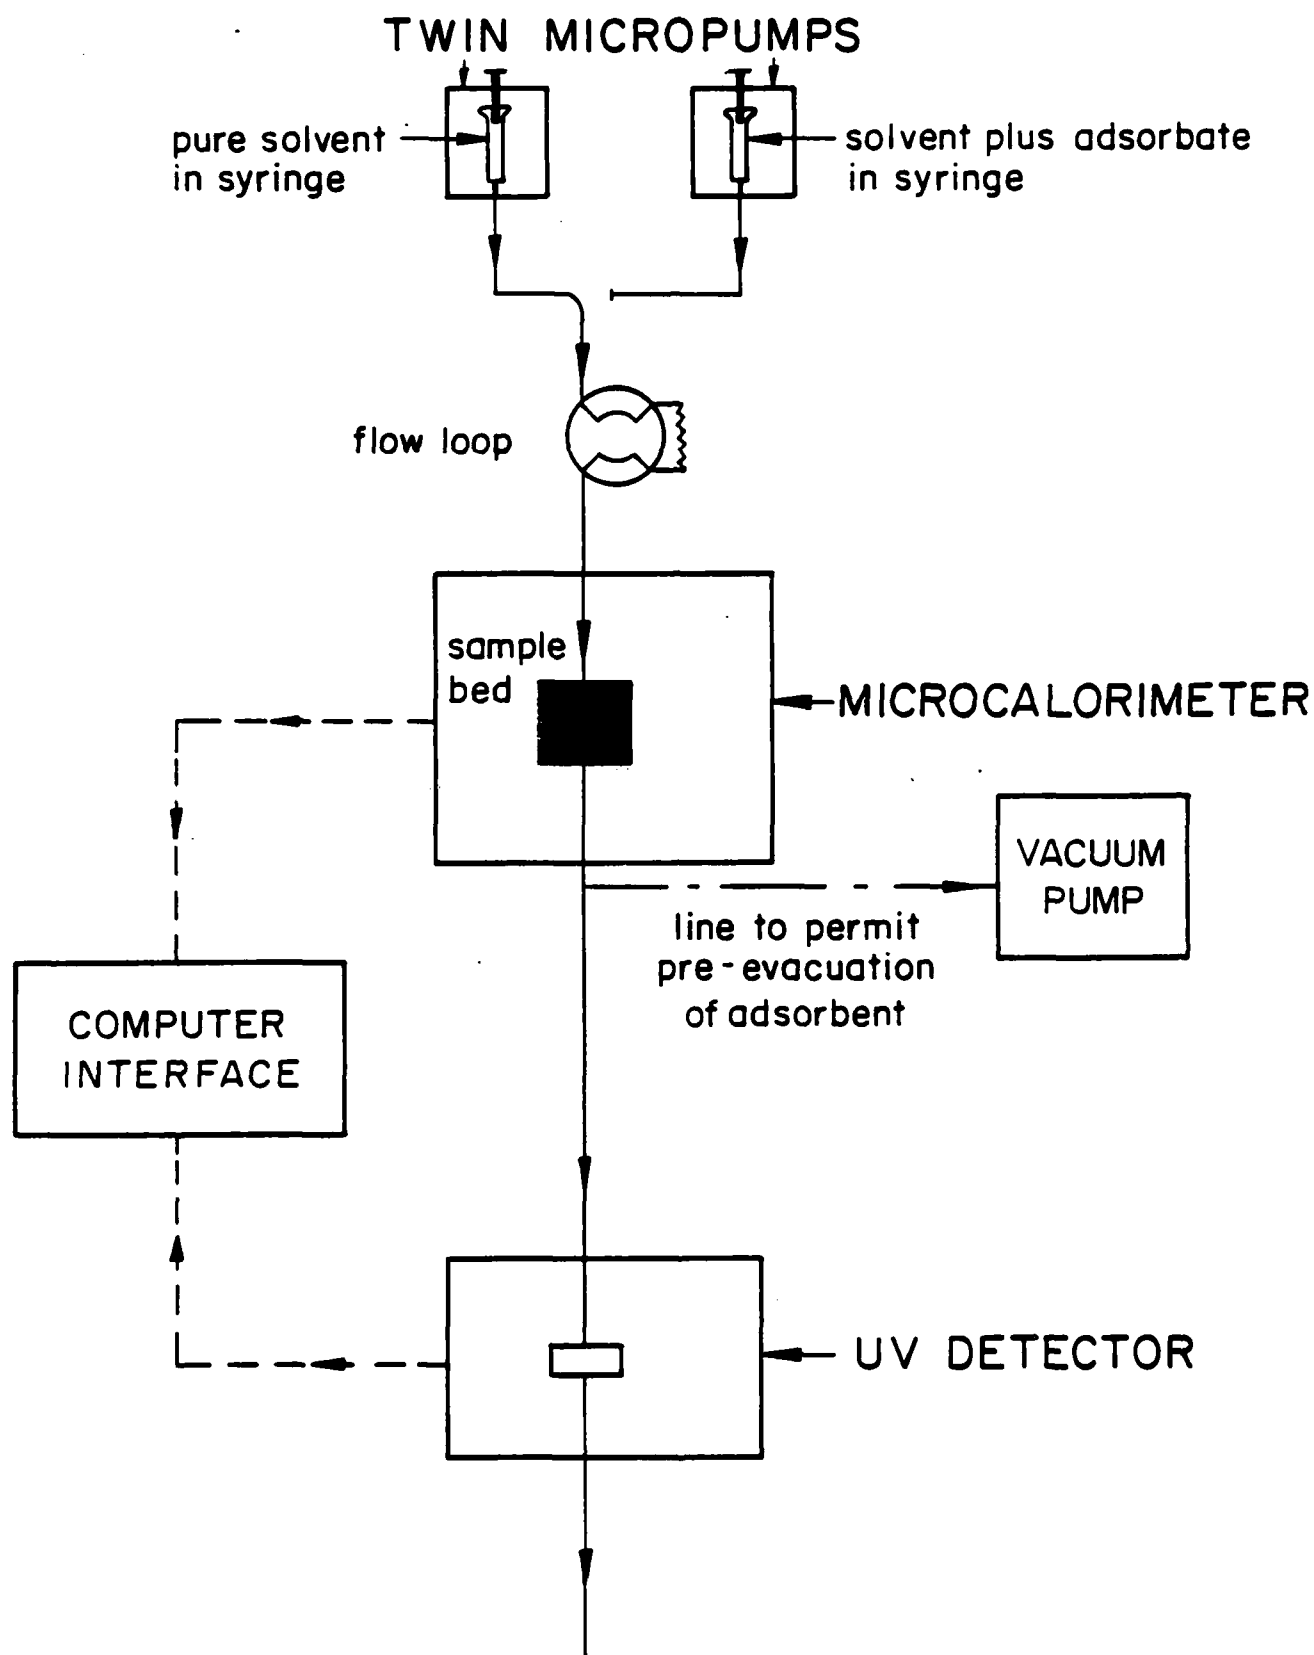 TWIN MICROPUMPS
pure solvent
in syringe
solvent plus adsorbate
in syringe
flow loop
sample
bed
MICROCALORIMETER
VACUUM
PUMP
line to permit
pre-evacuation
of adsorbent
COMPUTER
INTERFACE
UV DETECTOR